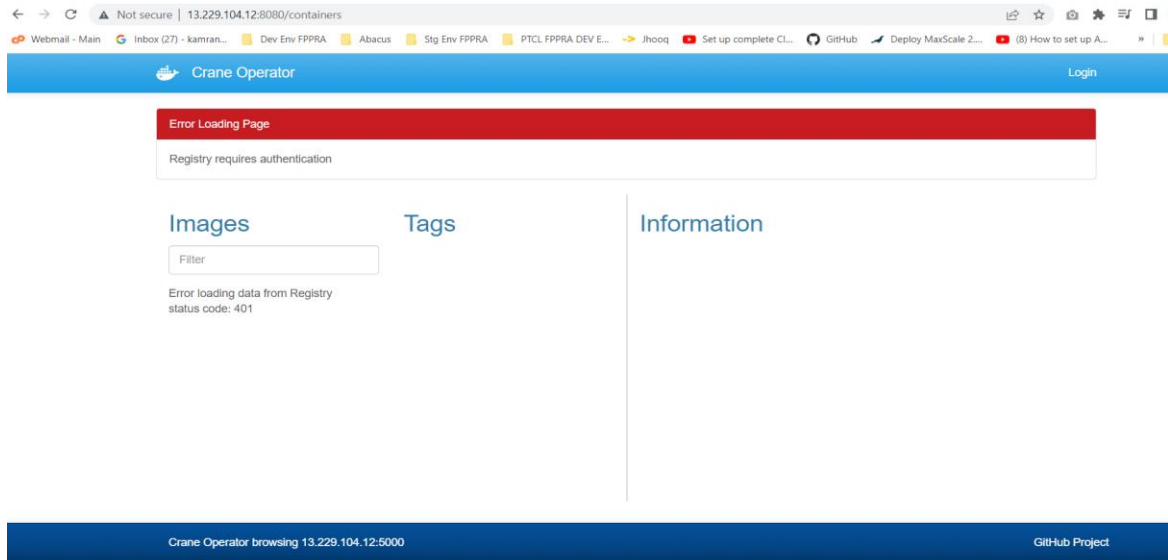 Not secure | 13.229.104.12:8080/containers
Webmail - Main Inbox (27) - kamran... Dev Env FPPRA Abacus Stg Env FPPRA PTCL FPPRA DEV E... Jhooq Set up complete Cl... GitHub Deploy MaxScale 2.... (8) How to set up A... »
Crane Operator Login
Error Loading Page
Registry requires authentication
Images Tags Information
Filter
Error loading data from Registry
status code: 401
Crane Operator browsing 13.229.104.12:5000 GitHub Project